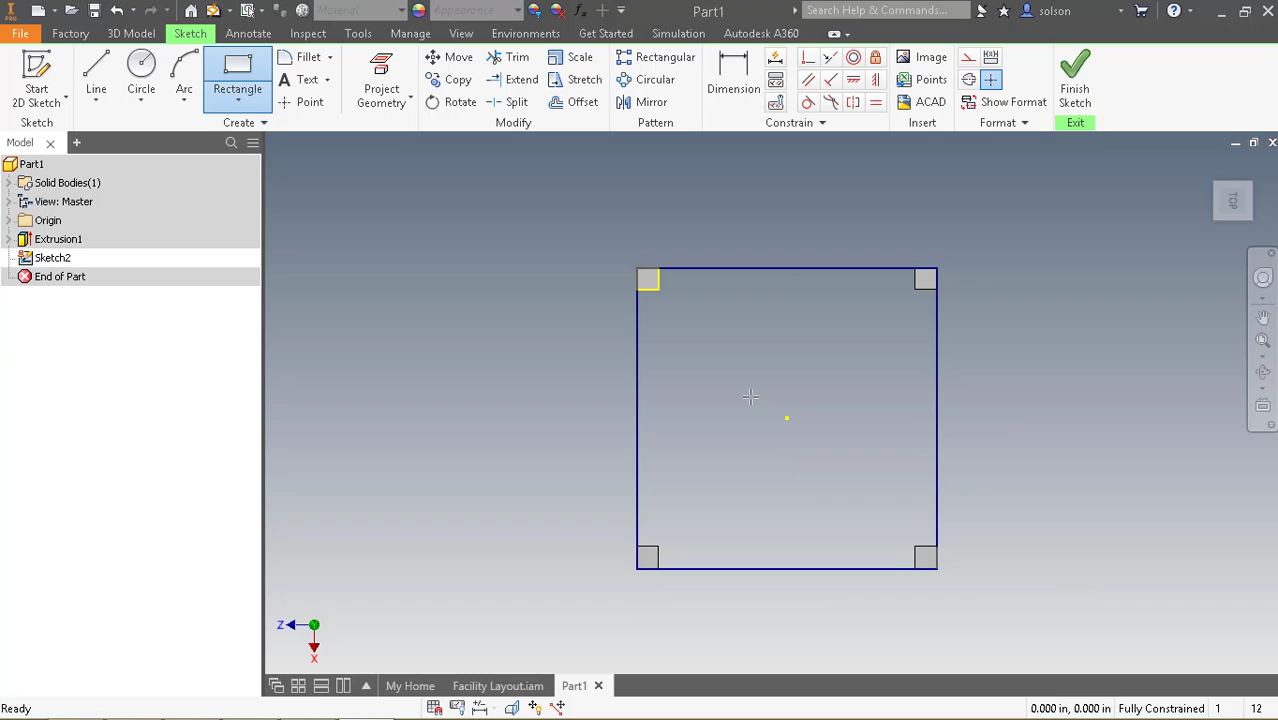 PRO
Material
Appearance
Part1
Search Help & Commands...
solson
File
Factory
3D Model
Sketch
Annotate
Inspect
Tools
Manage
View
Environments
Get Started
Simulation
Autodesk A360
Start
2D Sketch
Line
Circle
Arc
Rectangle
Fillet
Text
Point
Project
Geometry
Move
Copy
Rotate
Trim
Extend
Split
Scale
Stretch
Offset
Rectangular
Circular
Mirror
Dimension
Image
Points
ACAD
Show Format
Finish
Sketch
Sketch
Create
Modify
Pattern
Constrain
Insert
Format
Exit
Model
Part1
Solid Bodies(1)
View: Master
Origin
Extrusion1
Sketch2
End of Part
TOP
Z
X
My Home
Facility Layout.iam
Part1
Ready
0.000 in, 0.000 in
Fully Constrained
1
12